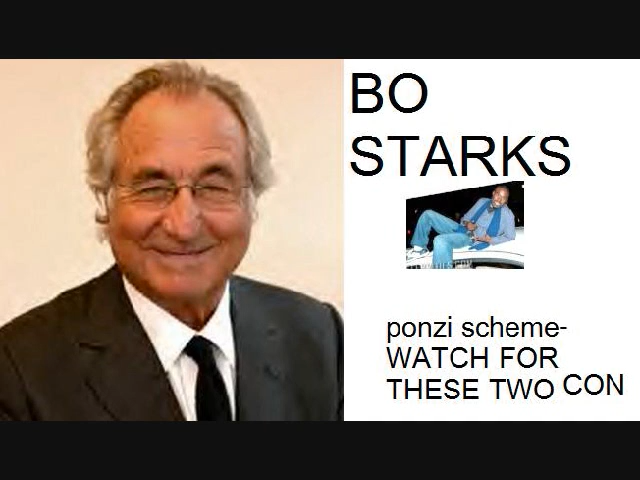 BO
STARKS
ponzi scheme-
WATCH FOR
THESE TWO CON